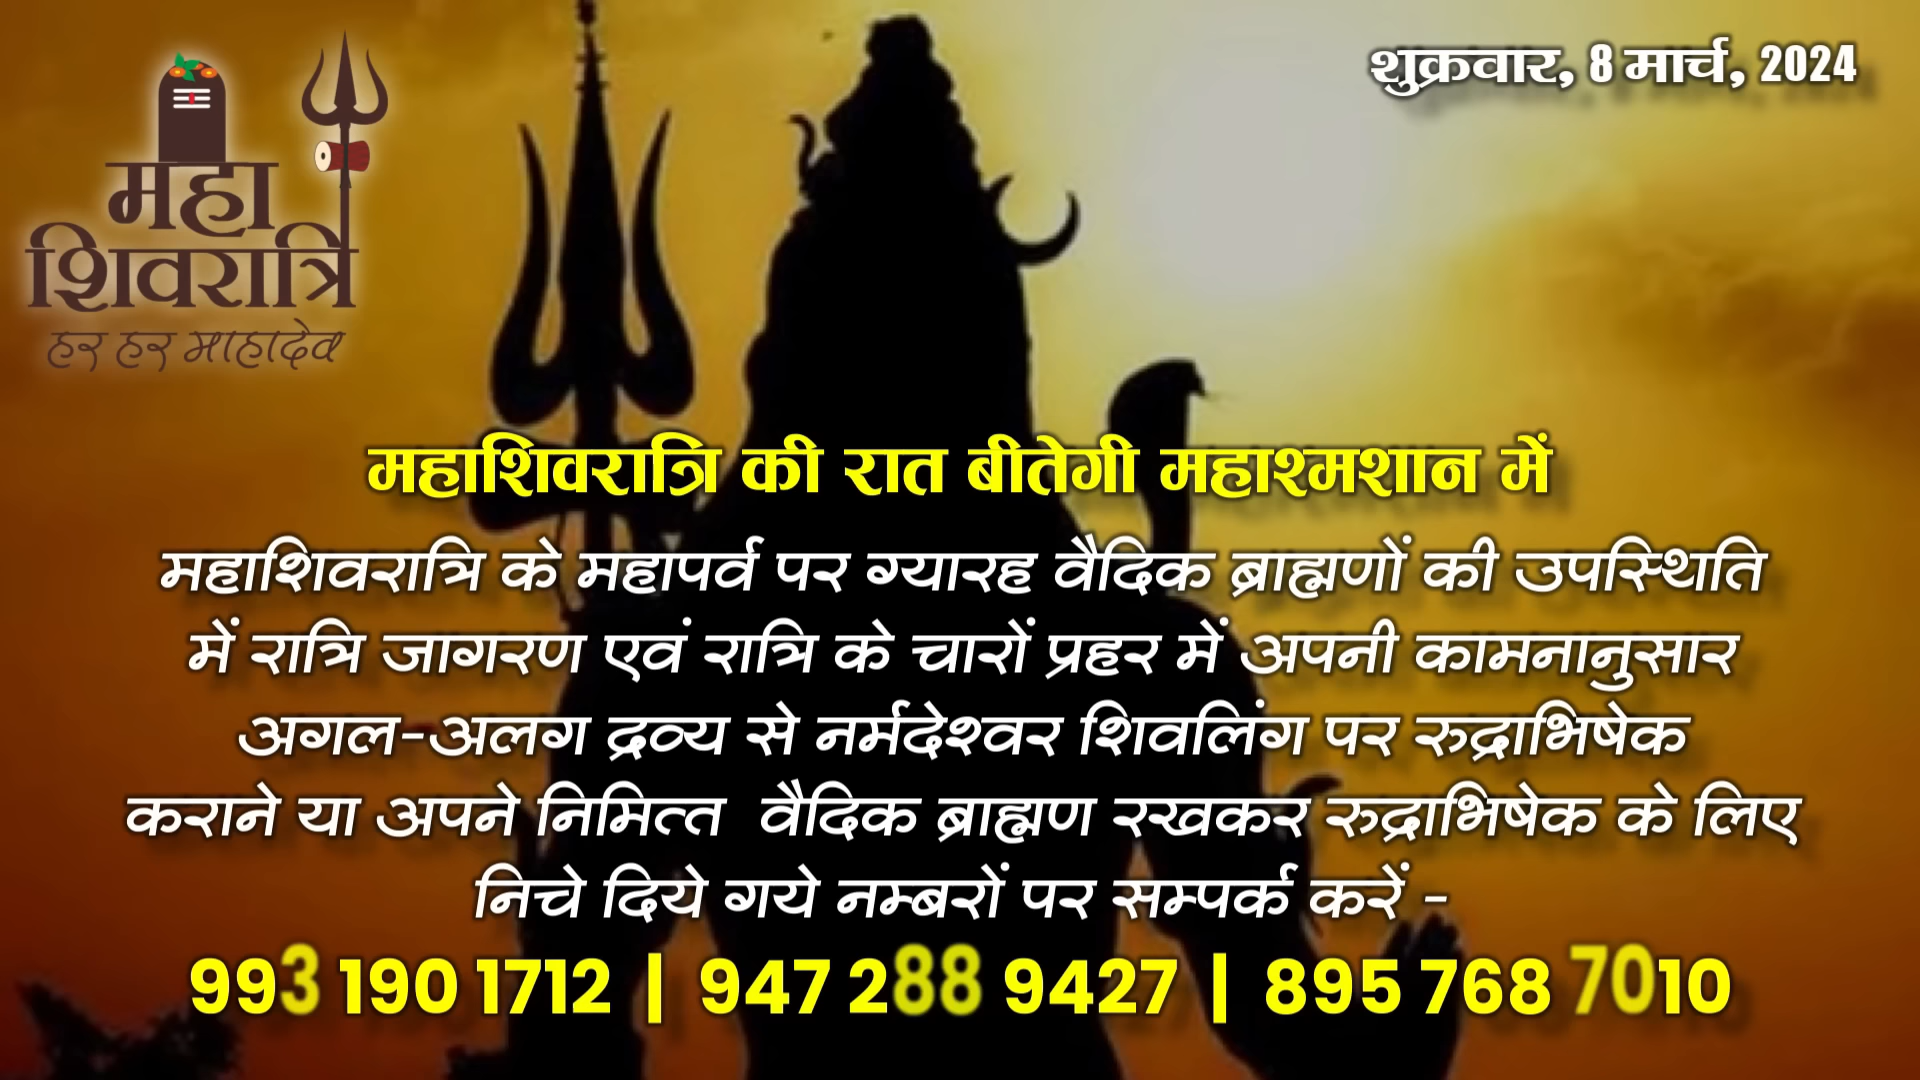 महा
शिवरात्रि
हर हर माहादेव
शुक्रवार, 8 मार्च, 2024
महाशिवरात्रि की रात बीतेगी महाश्मशान में
महाशिवरात्रि के महापर्व पर ग्यारह वैदिक ब्राह्मणों की उपस्थिति
में रात्रि जागरण एवं रात्रि के चारों प्रहर में अपनी कामनानुसार
अगल-अलग द्रव्य से नर्मदेश्वर शिवलिंग पर रुद्राभिषेक
कराने या अपने निमित्त वैदिक ब्राह्मण रखकर रुद्राभिषेक के लिए
निचे दिये गये नम्बरों पर सम्पर्क करें -
993 190 1712 | 947 288 9427 | 895 768 7010